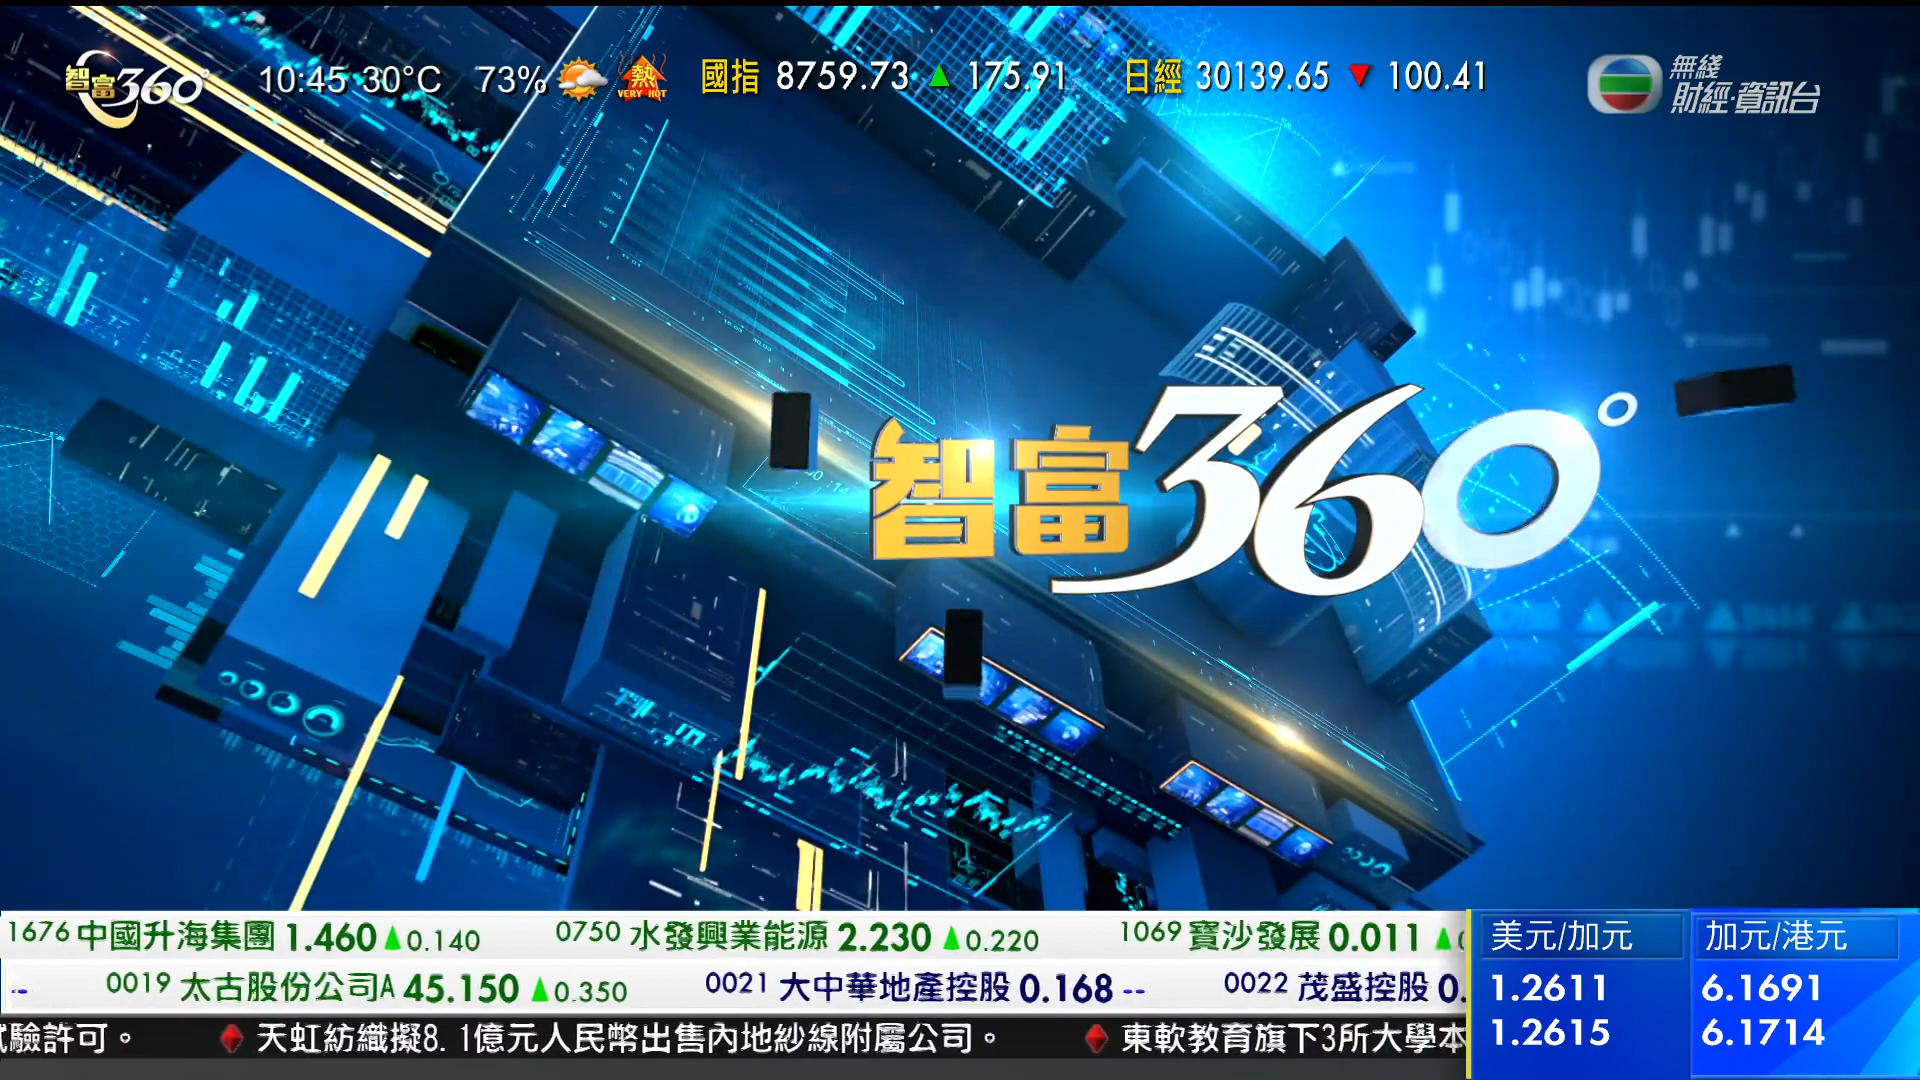 智富360°
10:45 30°C 73%
VERY HOT
熱
國指 8759.73 ▲ 175.91
日經 30139.65 ▼ 100.41
無綫
財經·資訊台
智富360°
1676 中國升海集團 1.460 ▲ 0.140 0750 水發興業能源 2.230 ▲ 0.220 1069 寶沙發展 0.011 ▲
-- 0019 太古股份公司A 45.150 ▲ 0.350 0021 大中華地產控股 0.168 -- 0022 茂盛控股 0.
驗許可。 ♦ 天虹紡織擬8.1億元人民幣出售內地紗線附屬公司。 ♦ 東軟教育旗下3所大學本
美元/加元
1.2611
1.2615
加元/港元
6.1691
6.1714